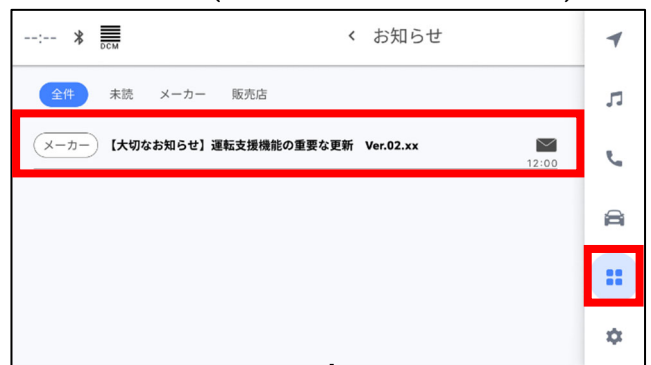 --:-- DCM < お知らせ
全件 未読 メーカー 販売店
メーカー 【大切なお知らせ】運転支援機能の重要な更新 Ver.02.xx
12:00